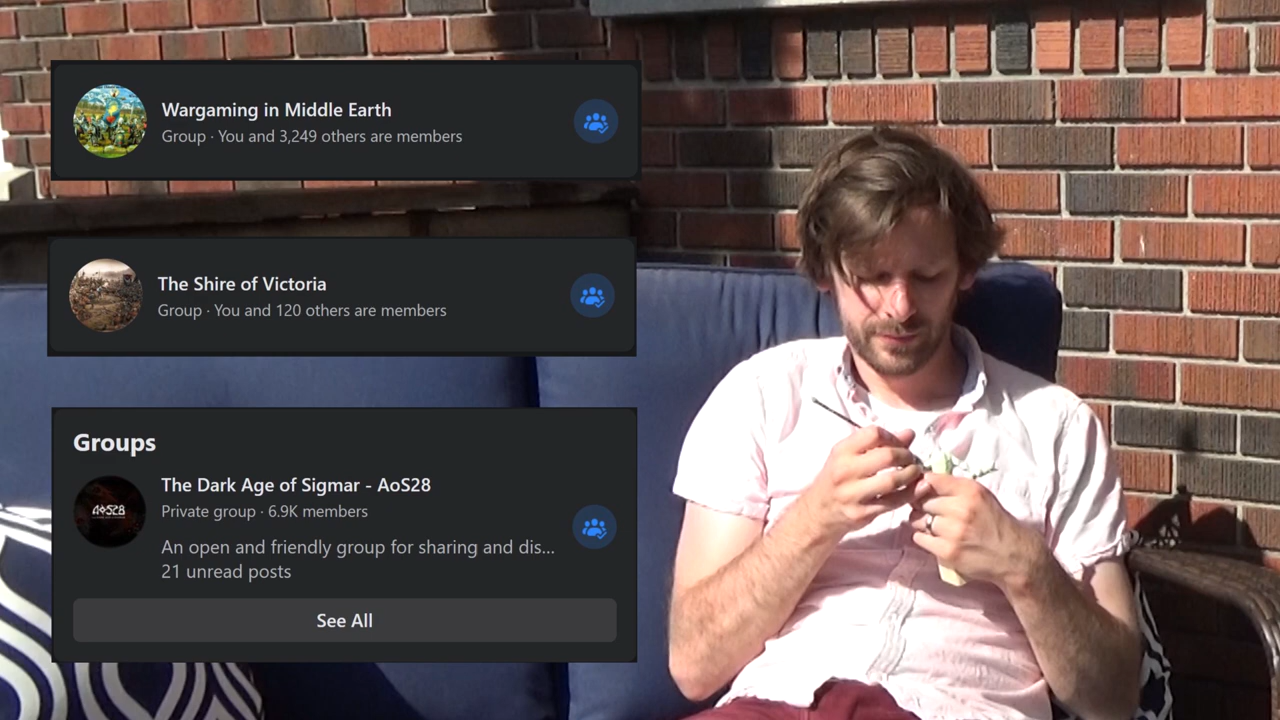 Wargaming in Middle Earth
Group · You and 3,249 others are members
The Shire of Victoria
Group · You and 120 others are members
Groups
The Dark Age of Sigmar - AoS28
Private group · 6.9K members
An open and friendly group for sharing and dis...
21 unread posts
See All
AOS28